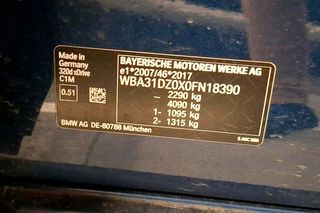 Made in
Germany
320d xDrive
C1M
0.51
BAYERISCHE MOTOREN WERKE AG
e1*2007/46*2017
WBA31DZ0X0FN18390
– 2290 kg
– 4090 kg
1– 1095 kg
2– 1315 kg
BMW AG DE-80788 München